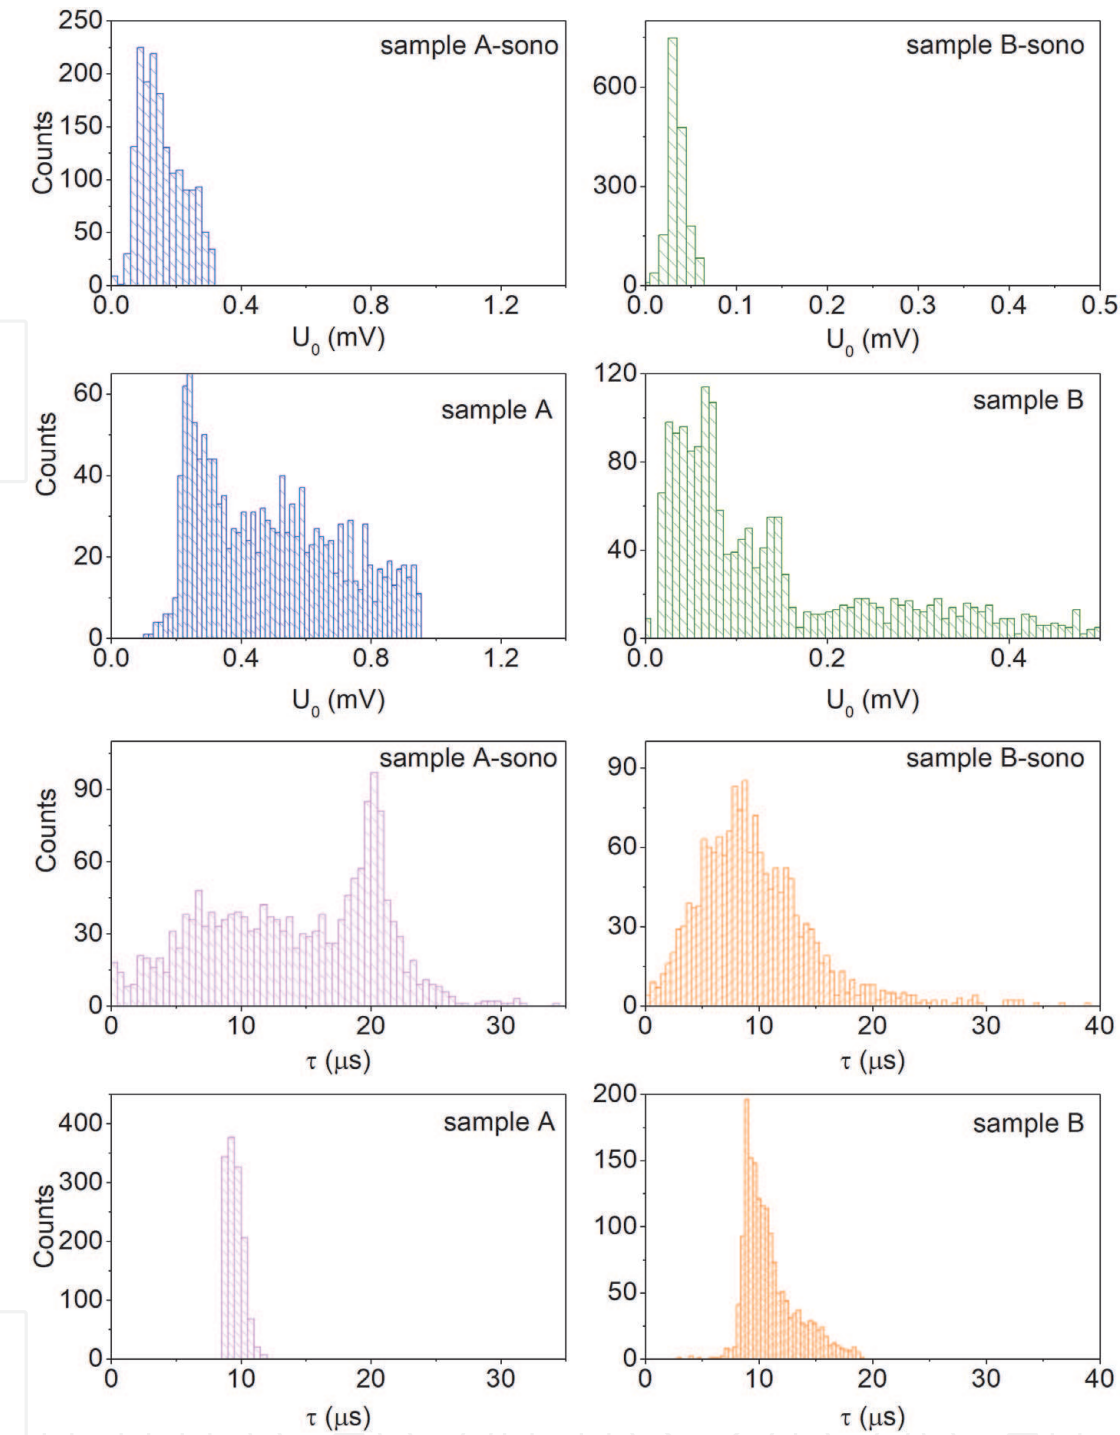 sample A-sono
250
200
150
100
50
0
Counts
0.0 0.4 0.8 1.2
U0 (mV)
sample B-sono
600
300
0
0.0 0.1 0.2 0.3 0.4 0.5
U0 (mV)
sample A
60
40
20
0
Counts
0.0 0.4 0.8 1.2
U0 (mV)
sample B
120
80
40
0
0.0 0.2 0.4
U0 (mV)
sample A-sono
90
60
30
0
Counts
0 10 20 30
τ (μs)
sample B-sono
90
60
30
0
0 10 20 30 40
τ (μs)
sample A
400
300
200
100
0
Counts
0 10 20 30
τ (μs)
sample B
200
150
100
50
0
0 10 20 30 40
τ (μs)